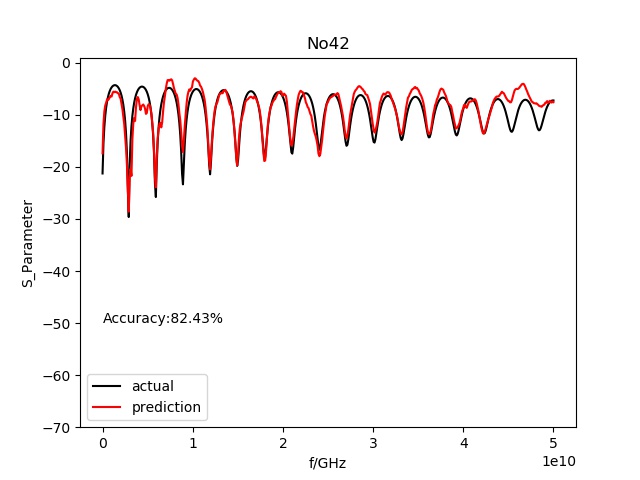 No42
0
−10
−20
−30
−40
−50
−60
−70
S_Parameter
Accuracy:82.43%
actual
prediction
0 1 2 3 4 5
1e10
f/GHz